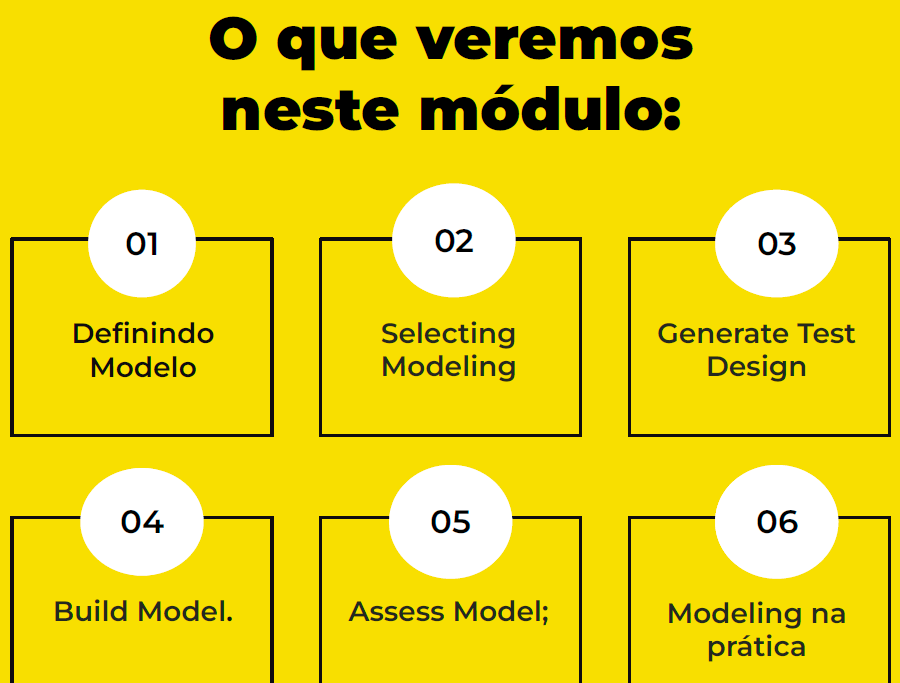 O que veremos
neste módulo:
01
Definindo
Modelo
02
Selecting
Modeling
03
Generate Test
Design
04
Build Model.
05
Assess Model;
06
Modeling na
prática